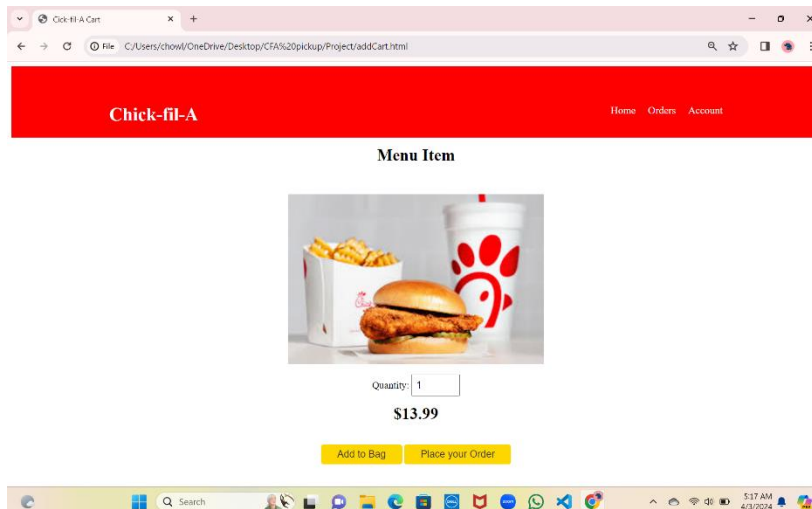 Cick-fil-A Cart
File C:/Users/chowl/OneDrive/Desktop/CFA%20pickup/Project/addCart.html
Chick-fil-A
Home Orders Account
Menu Item
Quantity: 1
$13.99
Add to Bag Place your Order
Search
5:17 AM
4/3/2024